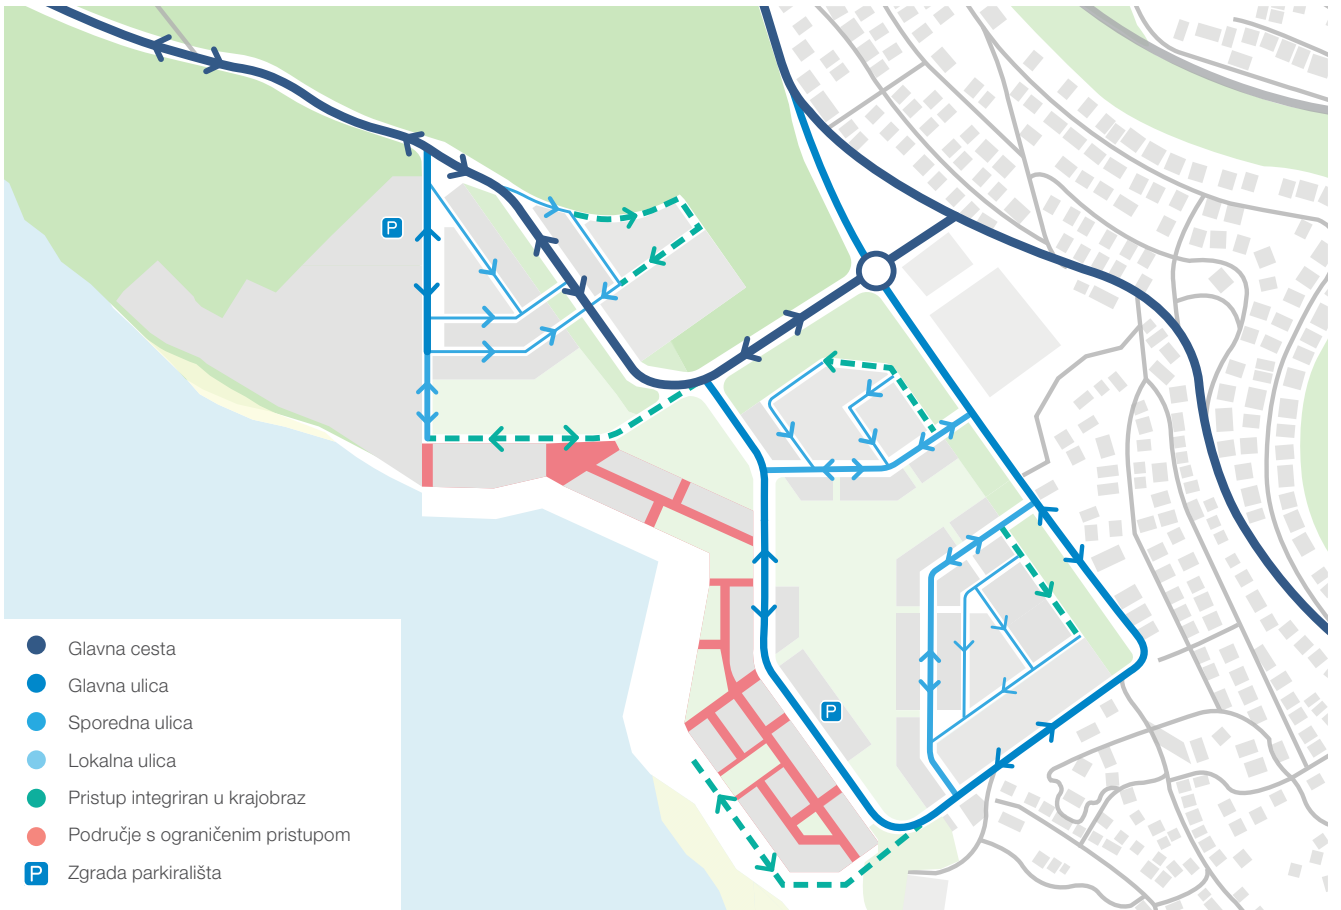 P
P
Glavna cesta
Glavna ulica
Sporedna ulica
Lokalna ulica
Pristup integriran u krajobraz
Područje s ograničenim pristupom
P Zgrada parkirališta